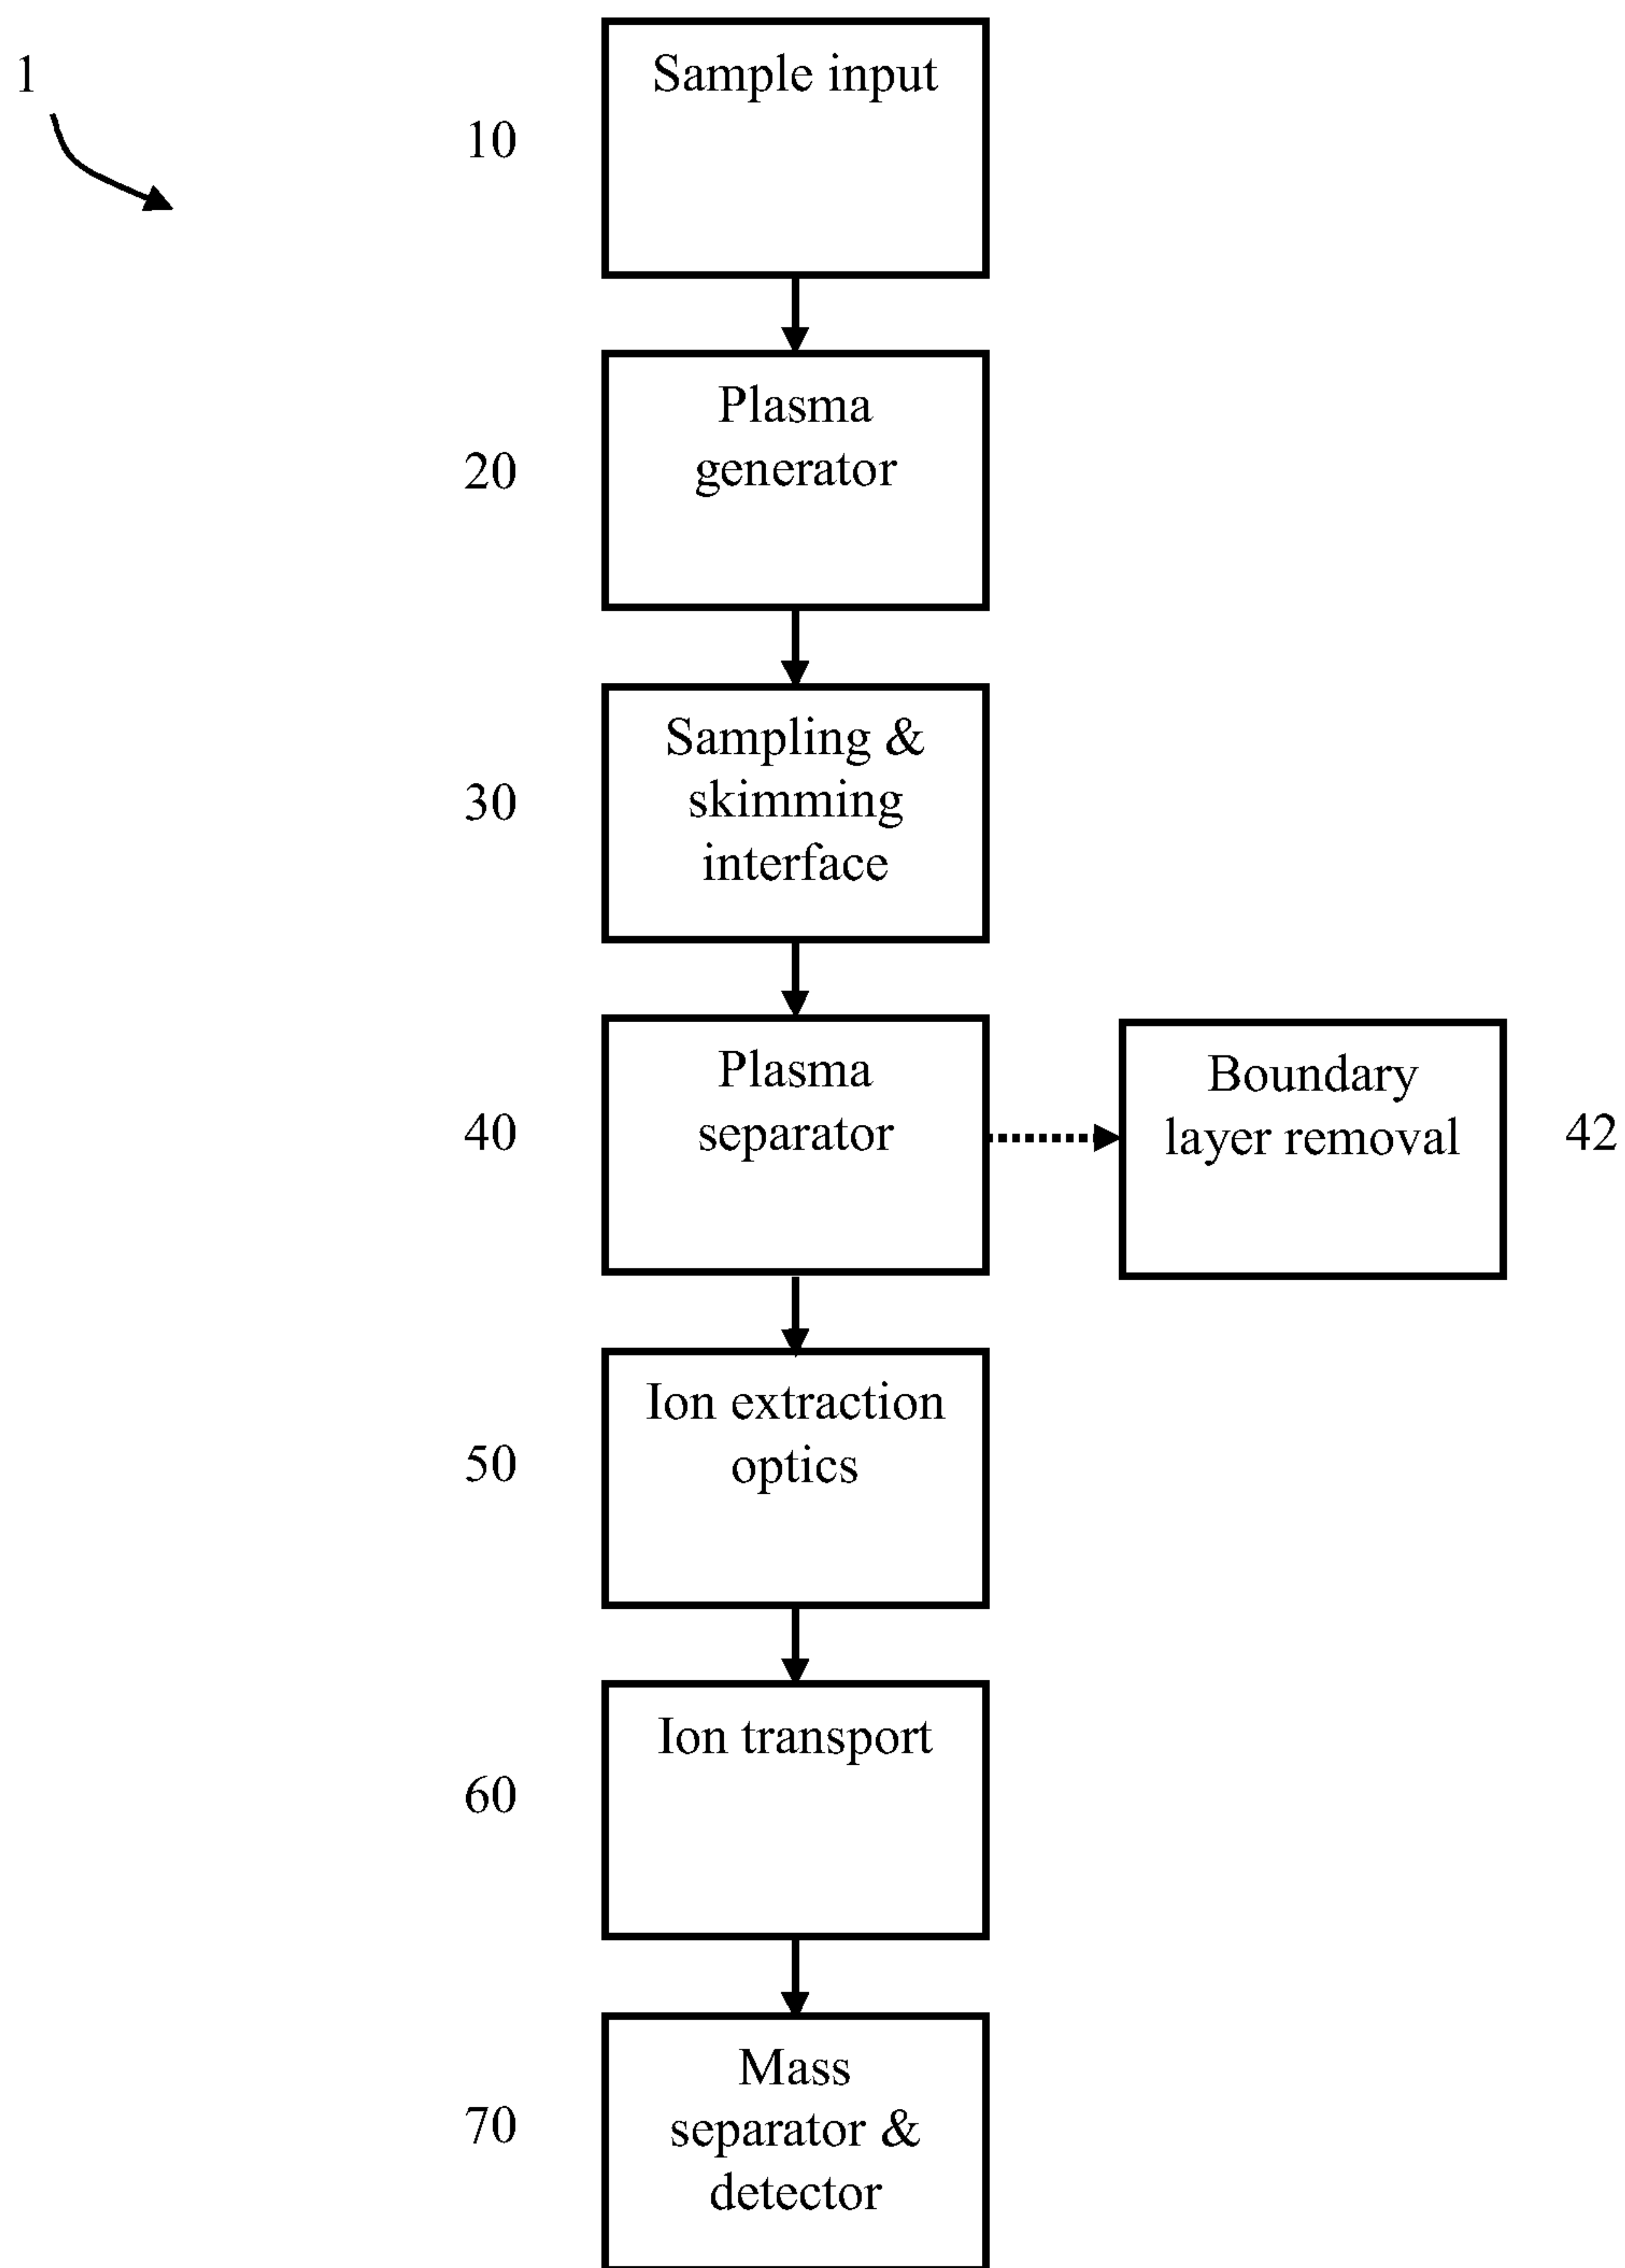 1
Sample input
10
Plasma
generator
20
Sampling &
skimming
interface
30
Plasma
separator
40
Boundary
layer removal
42
Ion extraction
optics
50
Ion transport
60
Mass
separator &
detector
70